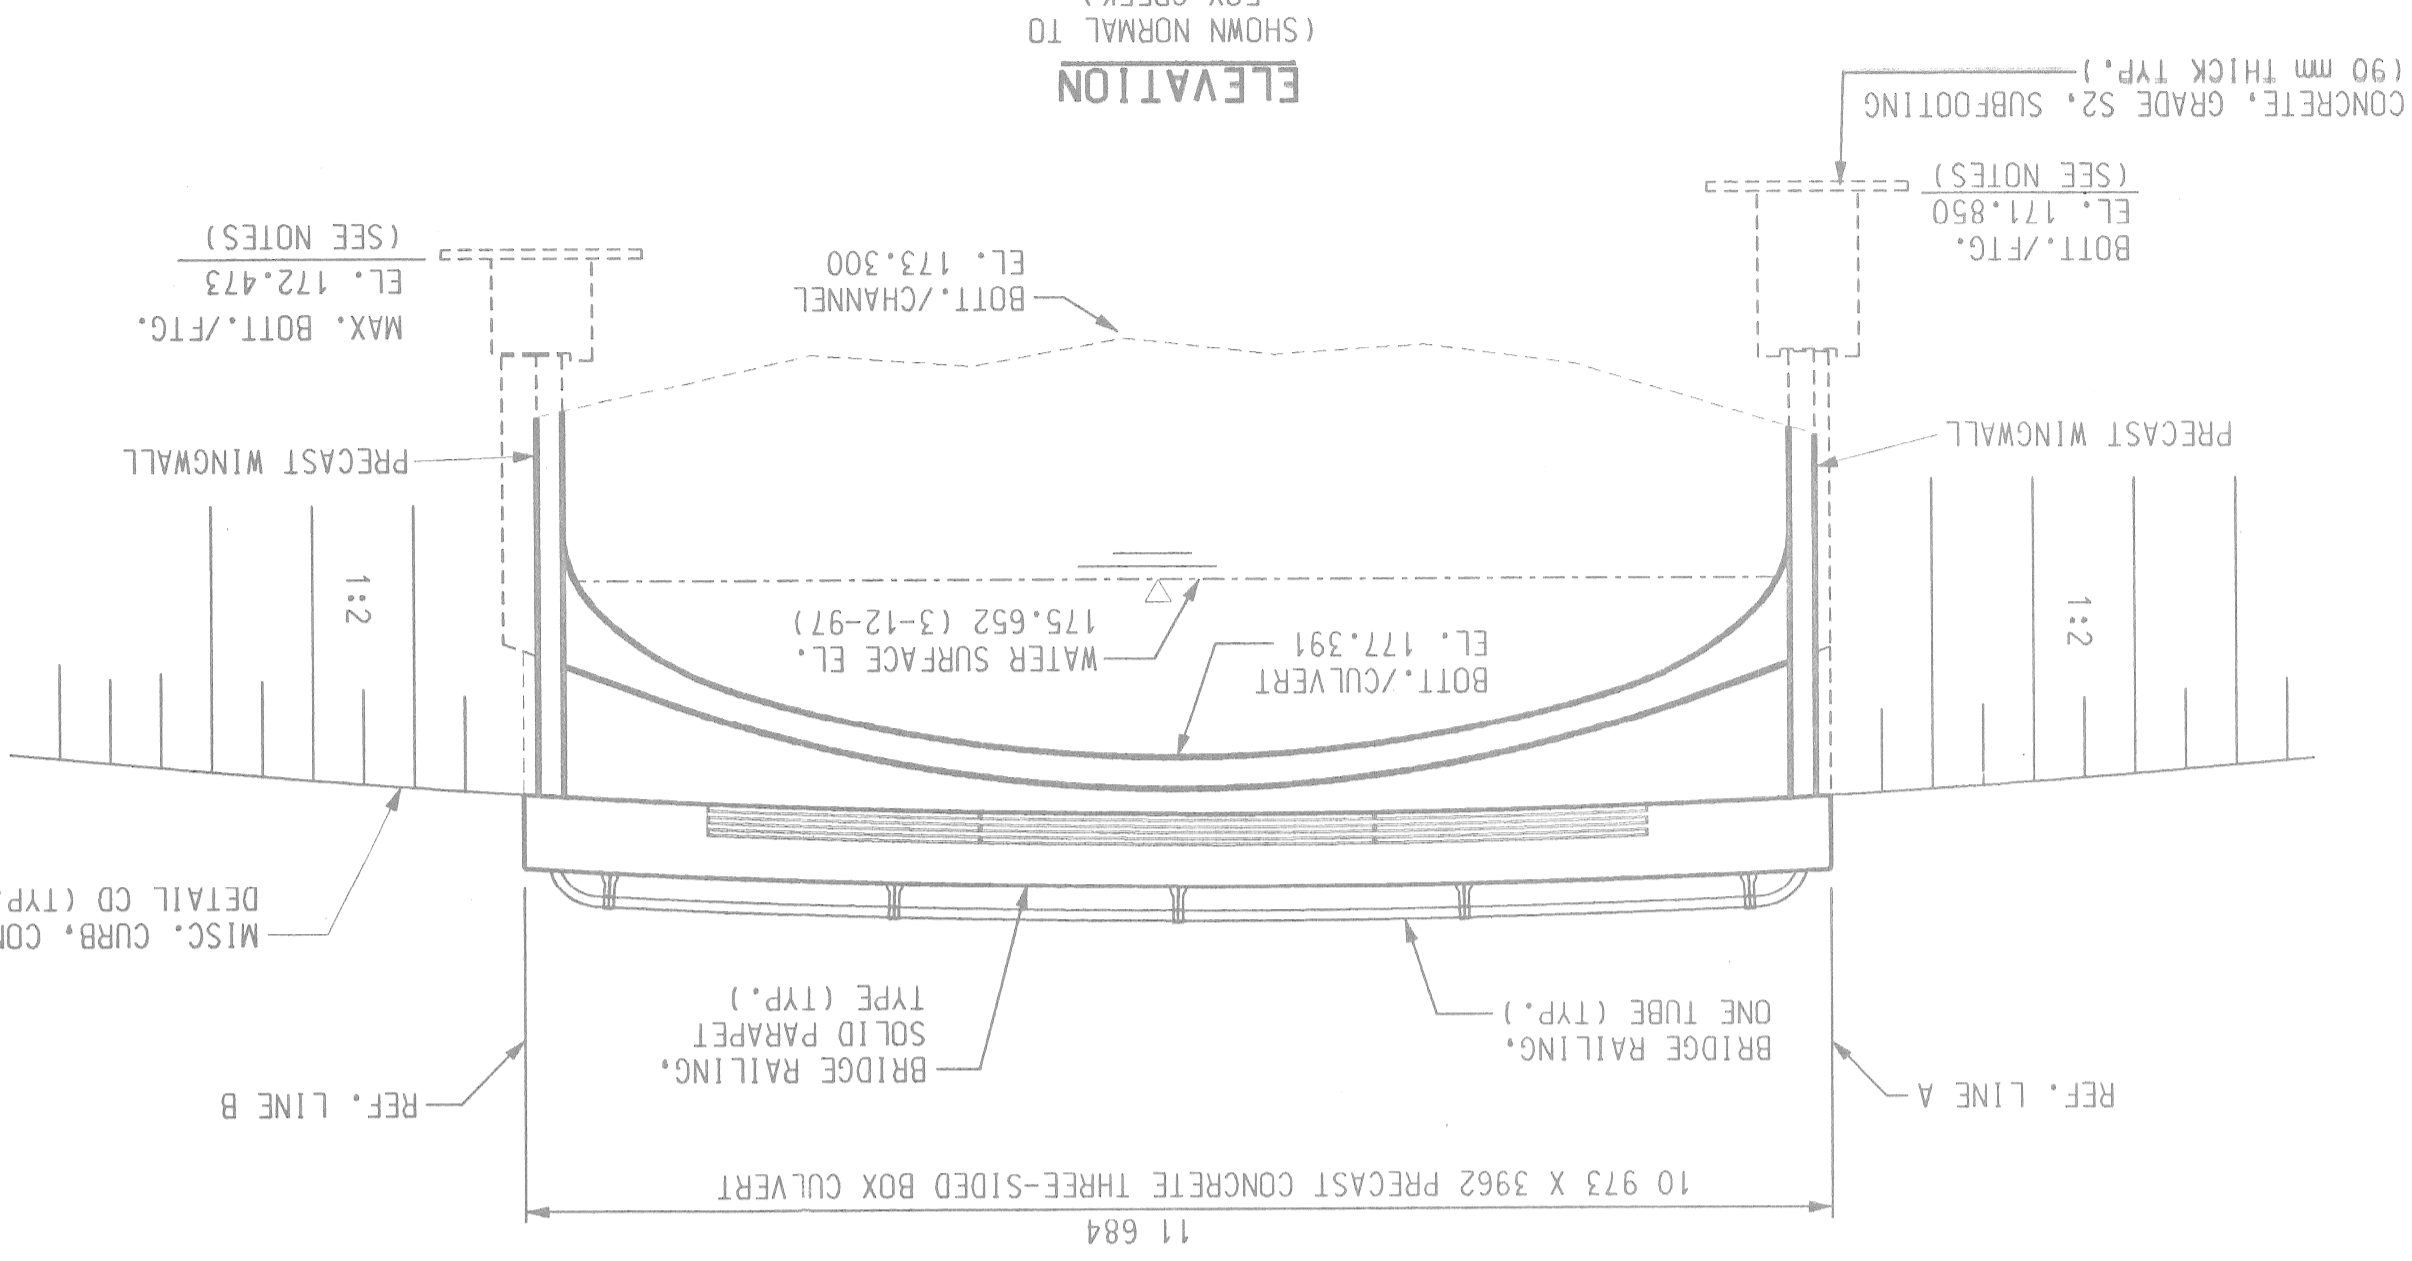 11 684
10 973 X 3962 PRECAST CONCRETE THREE-SIDED BOX CULVERT
REF. LINE A
REF. LINE B
BRIDGE RAILING,
ONE TUBE (TYP.)
BRIDGE RAILING,
SOLID PARAPET
TYPE (TYP.)
MISC. CURB, CON
DETAIL CD (TYP.
BOTT./CULVERT
EL. 177.391
WATER SURFACE EL.
175.652 (3-12-97)
1:2
1:2
PRECAST WINGWALL
PRECAST WINGWALL
BOTT./CHANNEL
EL. 173.300
MAX. BOTT./FTG.
EL. 172.473
(SEE NOTES)
BOTT./FTG.
EL. 171.850
(SEE NOTES)
CONCRETE, GRADE S2, SUBFOOTING
(90 mm THICK TYP.)
ELEVATION
(SHOWN NORMAL TO
FOX CREEK)